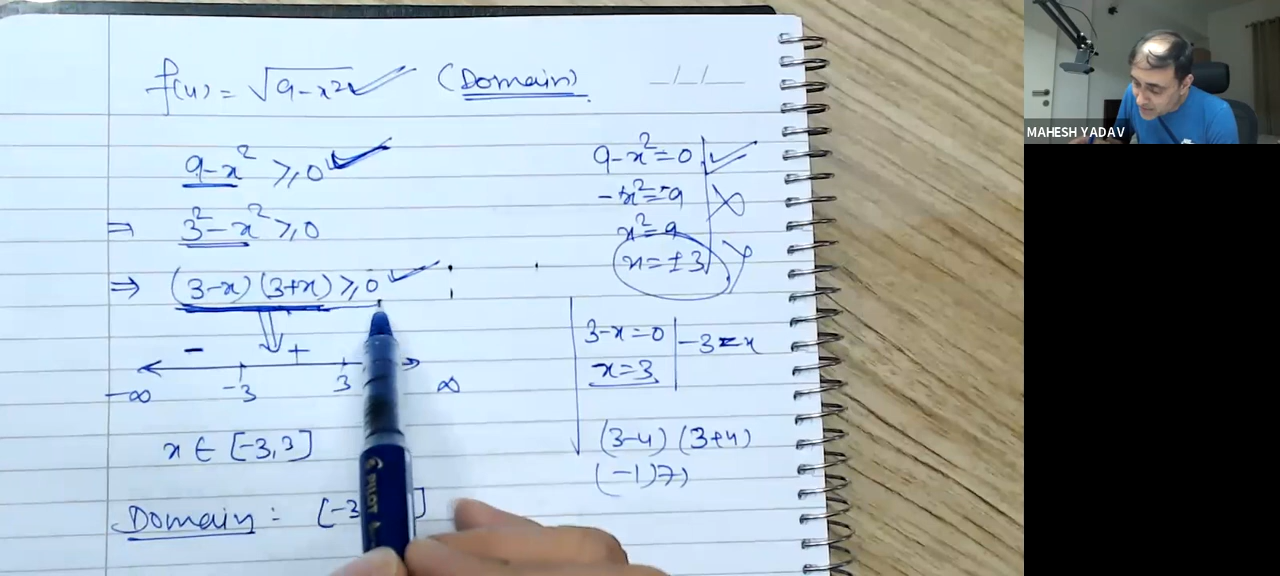 f(x) = √9-x² (Domain)
9-x² ≥ 0
⇒ 3²-x² ≥ 0
⇒ (3-x)(3+x) ≥ 0
- +
-∞ -3 3 ∞
x ∈ [-3,3]
Domain : [-3 ]
9-x²=0
-x²=-9
x²=9
x=±3
3-x=0 -3=x
x=3
(3-4) (3+4)
(-1)7)
PILOT
MAHESH YADAV